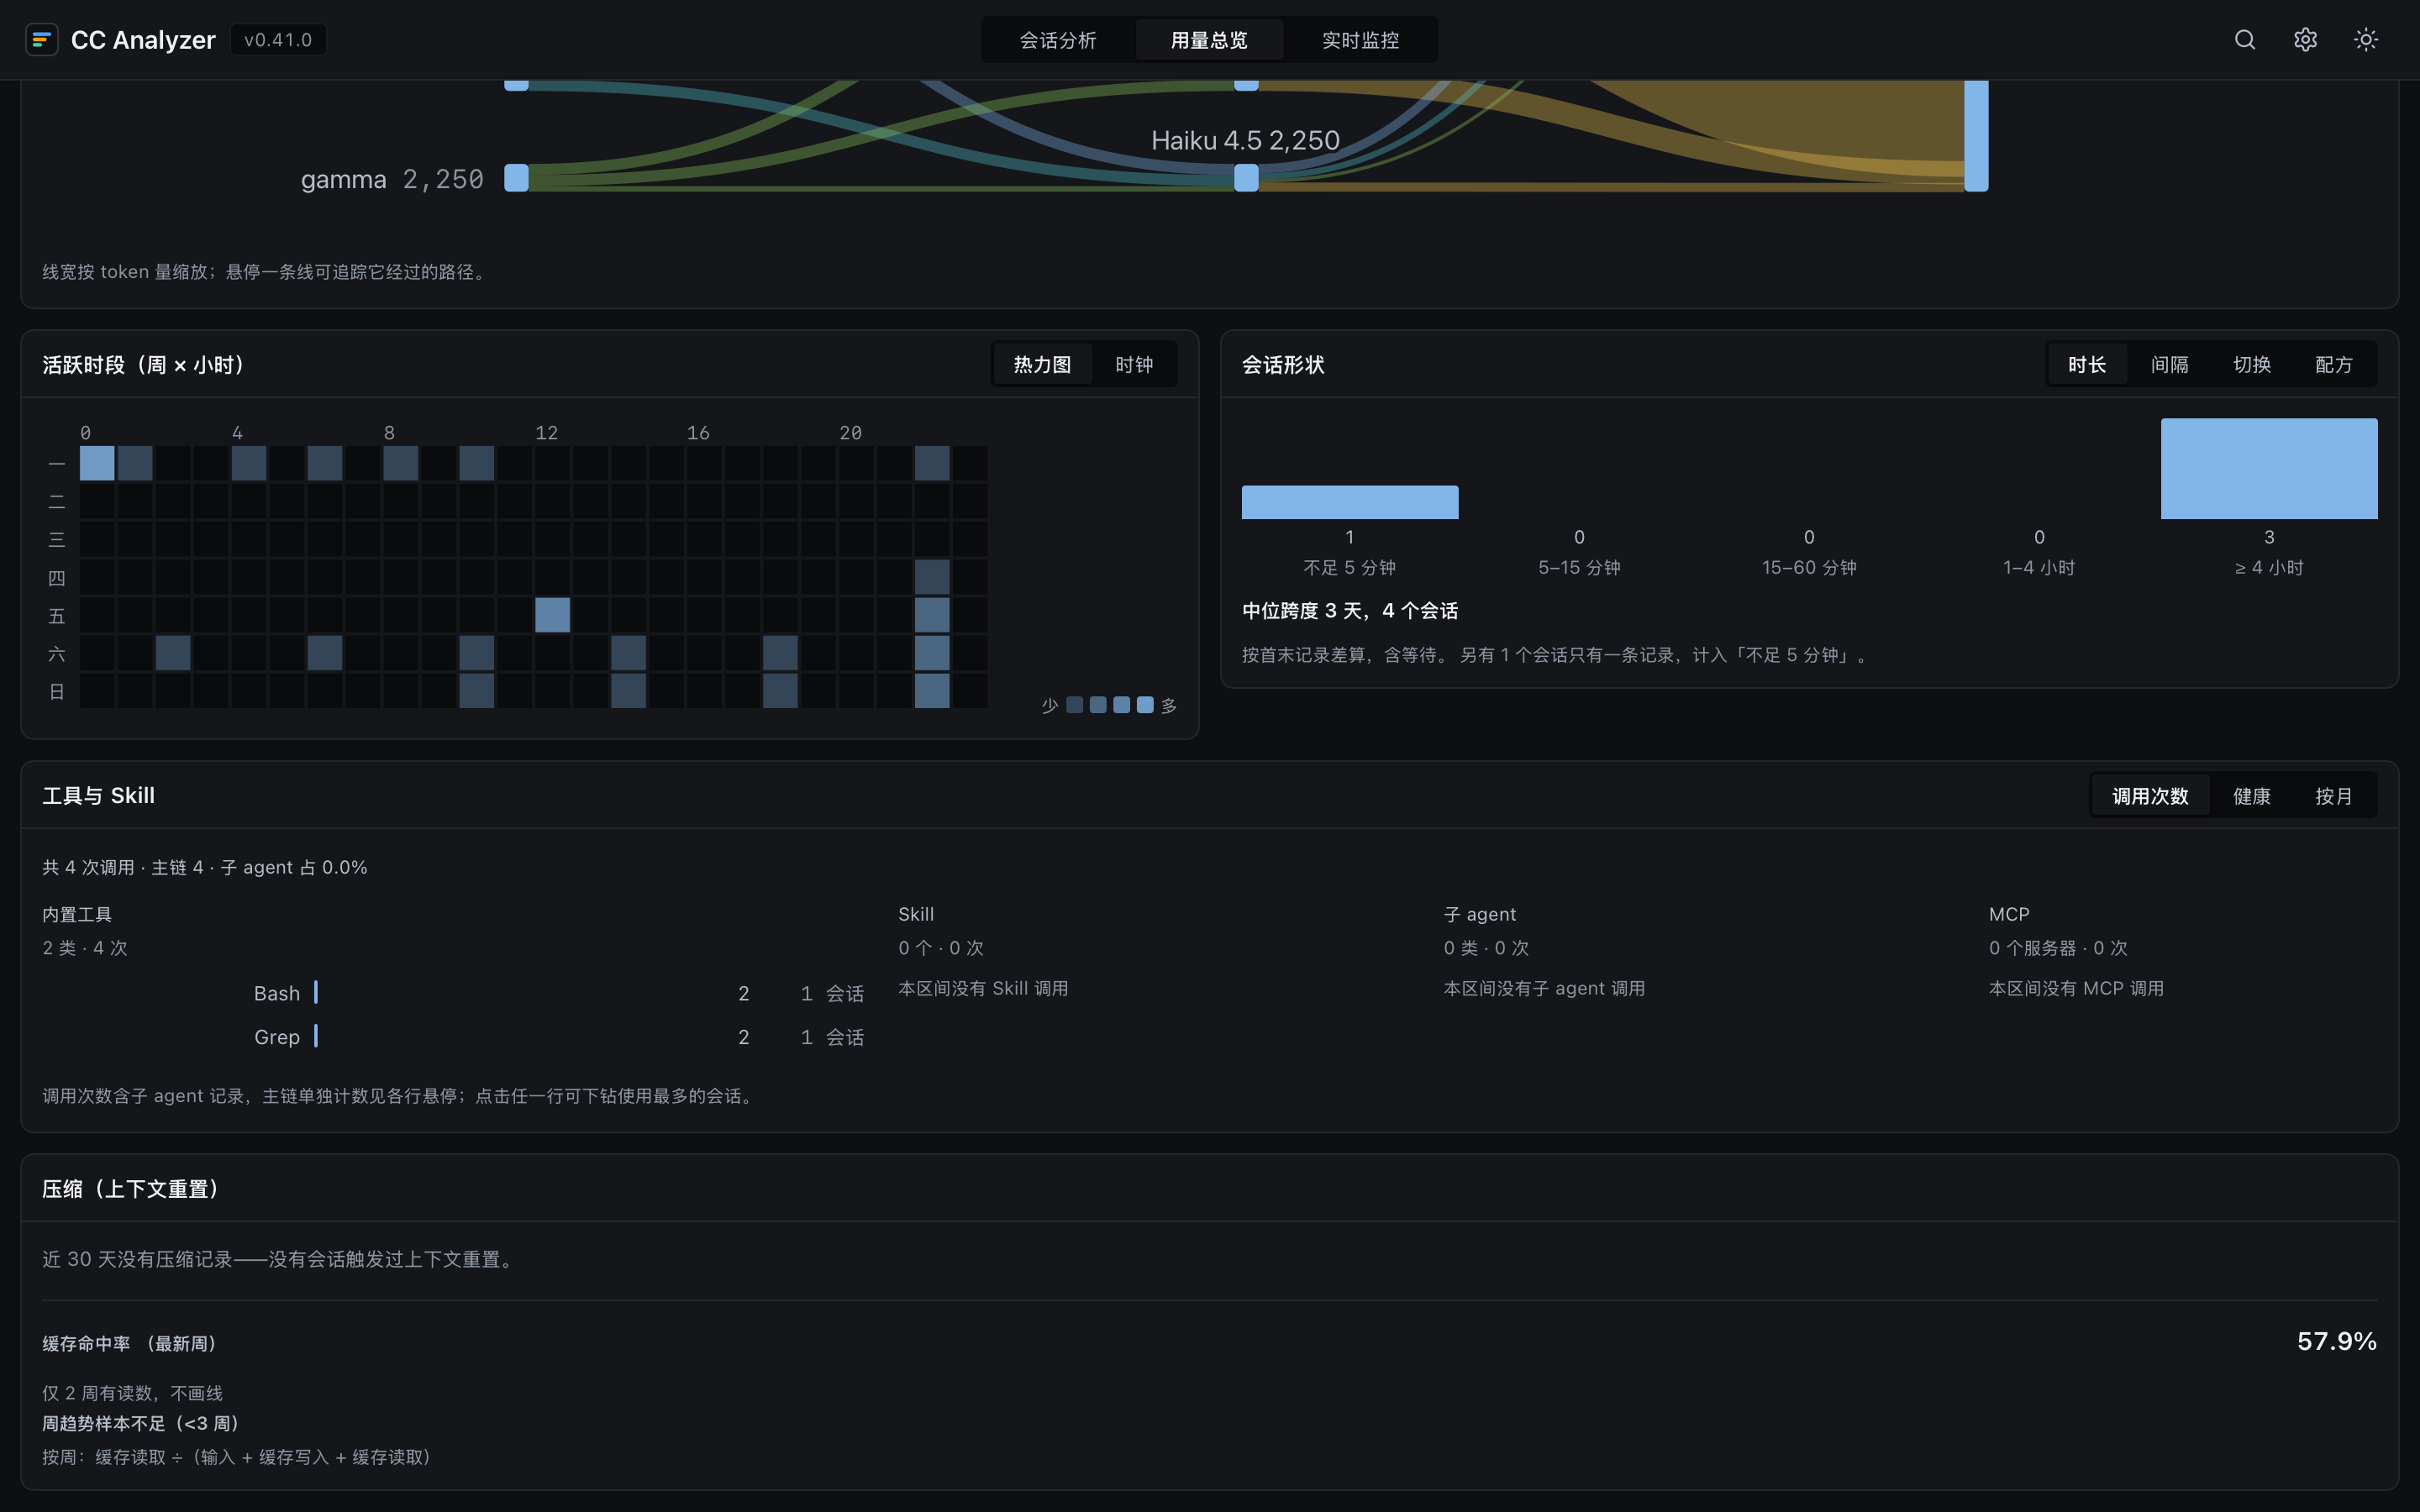 CC Analyzer v0.41.0
会话分析 用量总览 实时监控
Haiku 4.5 2,250
gamma 2,250
线宽按 token 量缩放；悬停一条线可追踪它经过的路径。
活跃时段（周 × 小时）
热力图 时钟
0 4 8 12 16 20
一
二
三
四
五
六
日
少 多
会话形状
时长 间隔 切换 配方
1 0 0 0 3
不足 5 分钟 5–15 分钟 15–60 分钟 1–4 小时 ≥ 4 小时
中位跨度 3 天，4 个会话
按首末记录差算，含等待。 另有 1 个会话只有一条记录，计入「不足 5 分钟」。
工具与 Skill
调用次数 健康 按月
共 4 次调用 · 主链 4 · 子 agent 占 0.0%
内置工具
2 类 · 4 次
Bash 2 1 会话
Grep 2 1 会话
Skill
0 个 · 0 次
本区间没有 Skill 调用
子 agent
0 类 · 0 次
本区间没有子 agent 调用
MCP
0 个服务器 · 0 次
本区间没有 MCP 调用
调用次数含子 agent 记录，主链单独计数见各行悬停；点击任一行可下钻使用最多的会话。
压缩（上下文重置）
近 30 天没有压缩记录——没有会话触发过上下文重置。
缓存命中率 （最新周） 57.9%
仅 2 周有读数，不画线
周趋势样本不足（<3 周）
按周：缓存读取 ÷（输入 + 缓存写入 + 缓存读取）